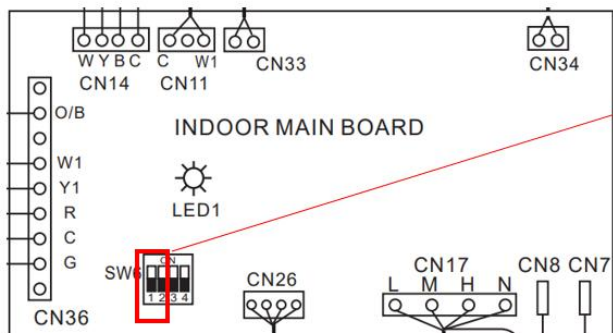 W Y B C
CN14
C W1
CN11
CN33
CN34
O/B
W1
Y1
R
C
G
CN36
INDOOR MAIN BOARD
LED1
SW6
ON
1 2 3 4
CN26
CN17
L M H N
CN8
CN7